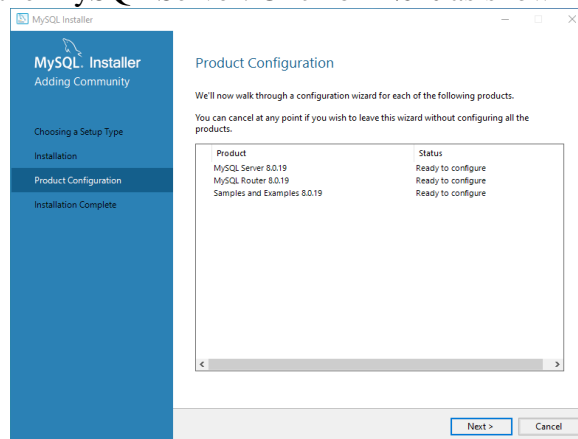 MySQL Installer
MySQL. Installer
Adding Community
Choosing a Setup Type
Installation
Product Configuration
Installation Complete
Product Configuration
We'll now walk through a configuration wizard for each of the following products.
You can cancel at any point if you wish to leave this wizard without configuring all the
products.
Product Status
MySQL Server 8.0.19 Ready to configure
MySQL Router 8.0.19 Ready to configure
Samples and Examples 8.0.19 Ready to configure
Next > Cancel